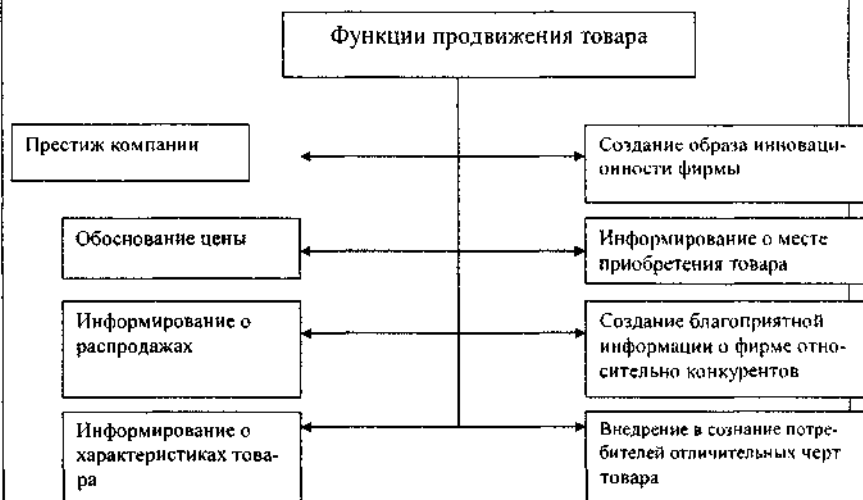 Функции продвижения товара
Престиж компании
Создание образа инноваци-
онности фирмы
Обоснование цены
Информирование о месте
приобретения товара
Информирование о
распродажах
Создание благоприятной
информации о фирме отно-
сительно конкурентов
Информирование о
характеристиках това-
ра
Внедрение в сознание потре-
бителей отличительных черт
товара